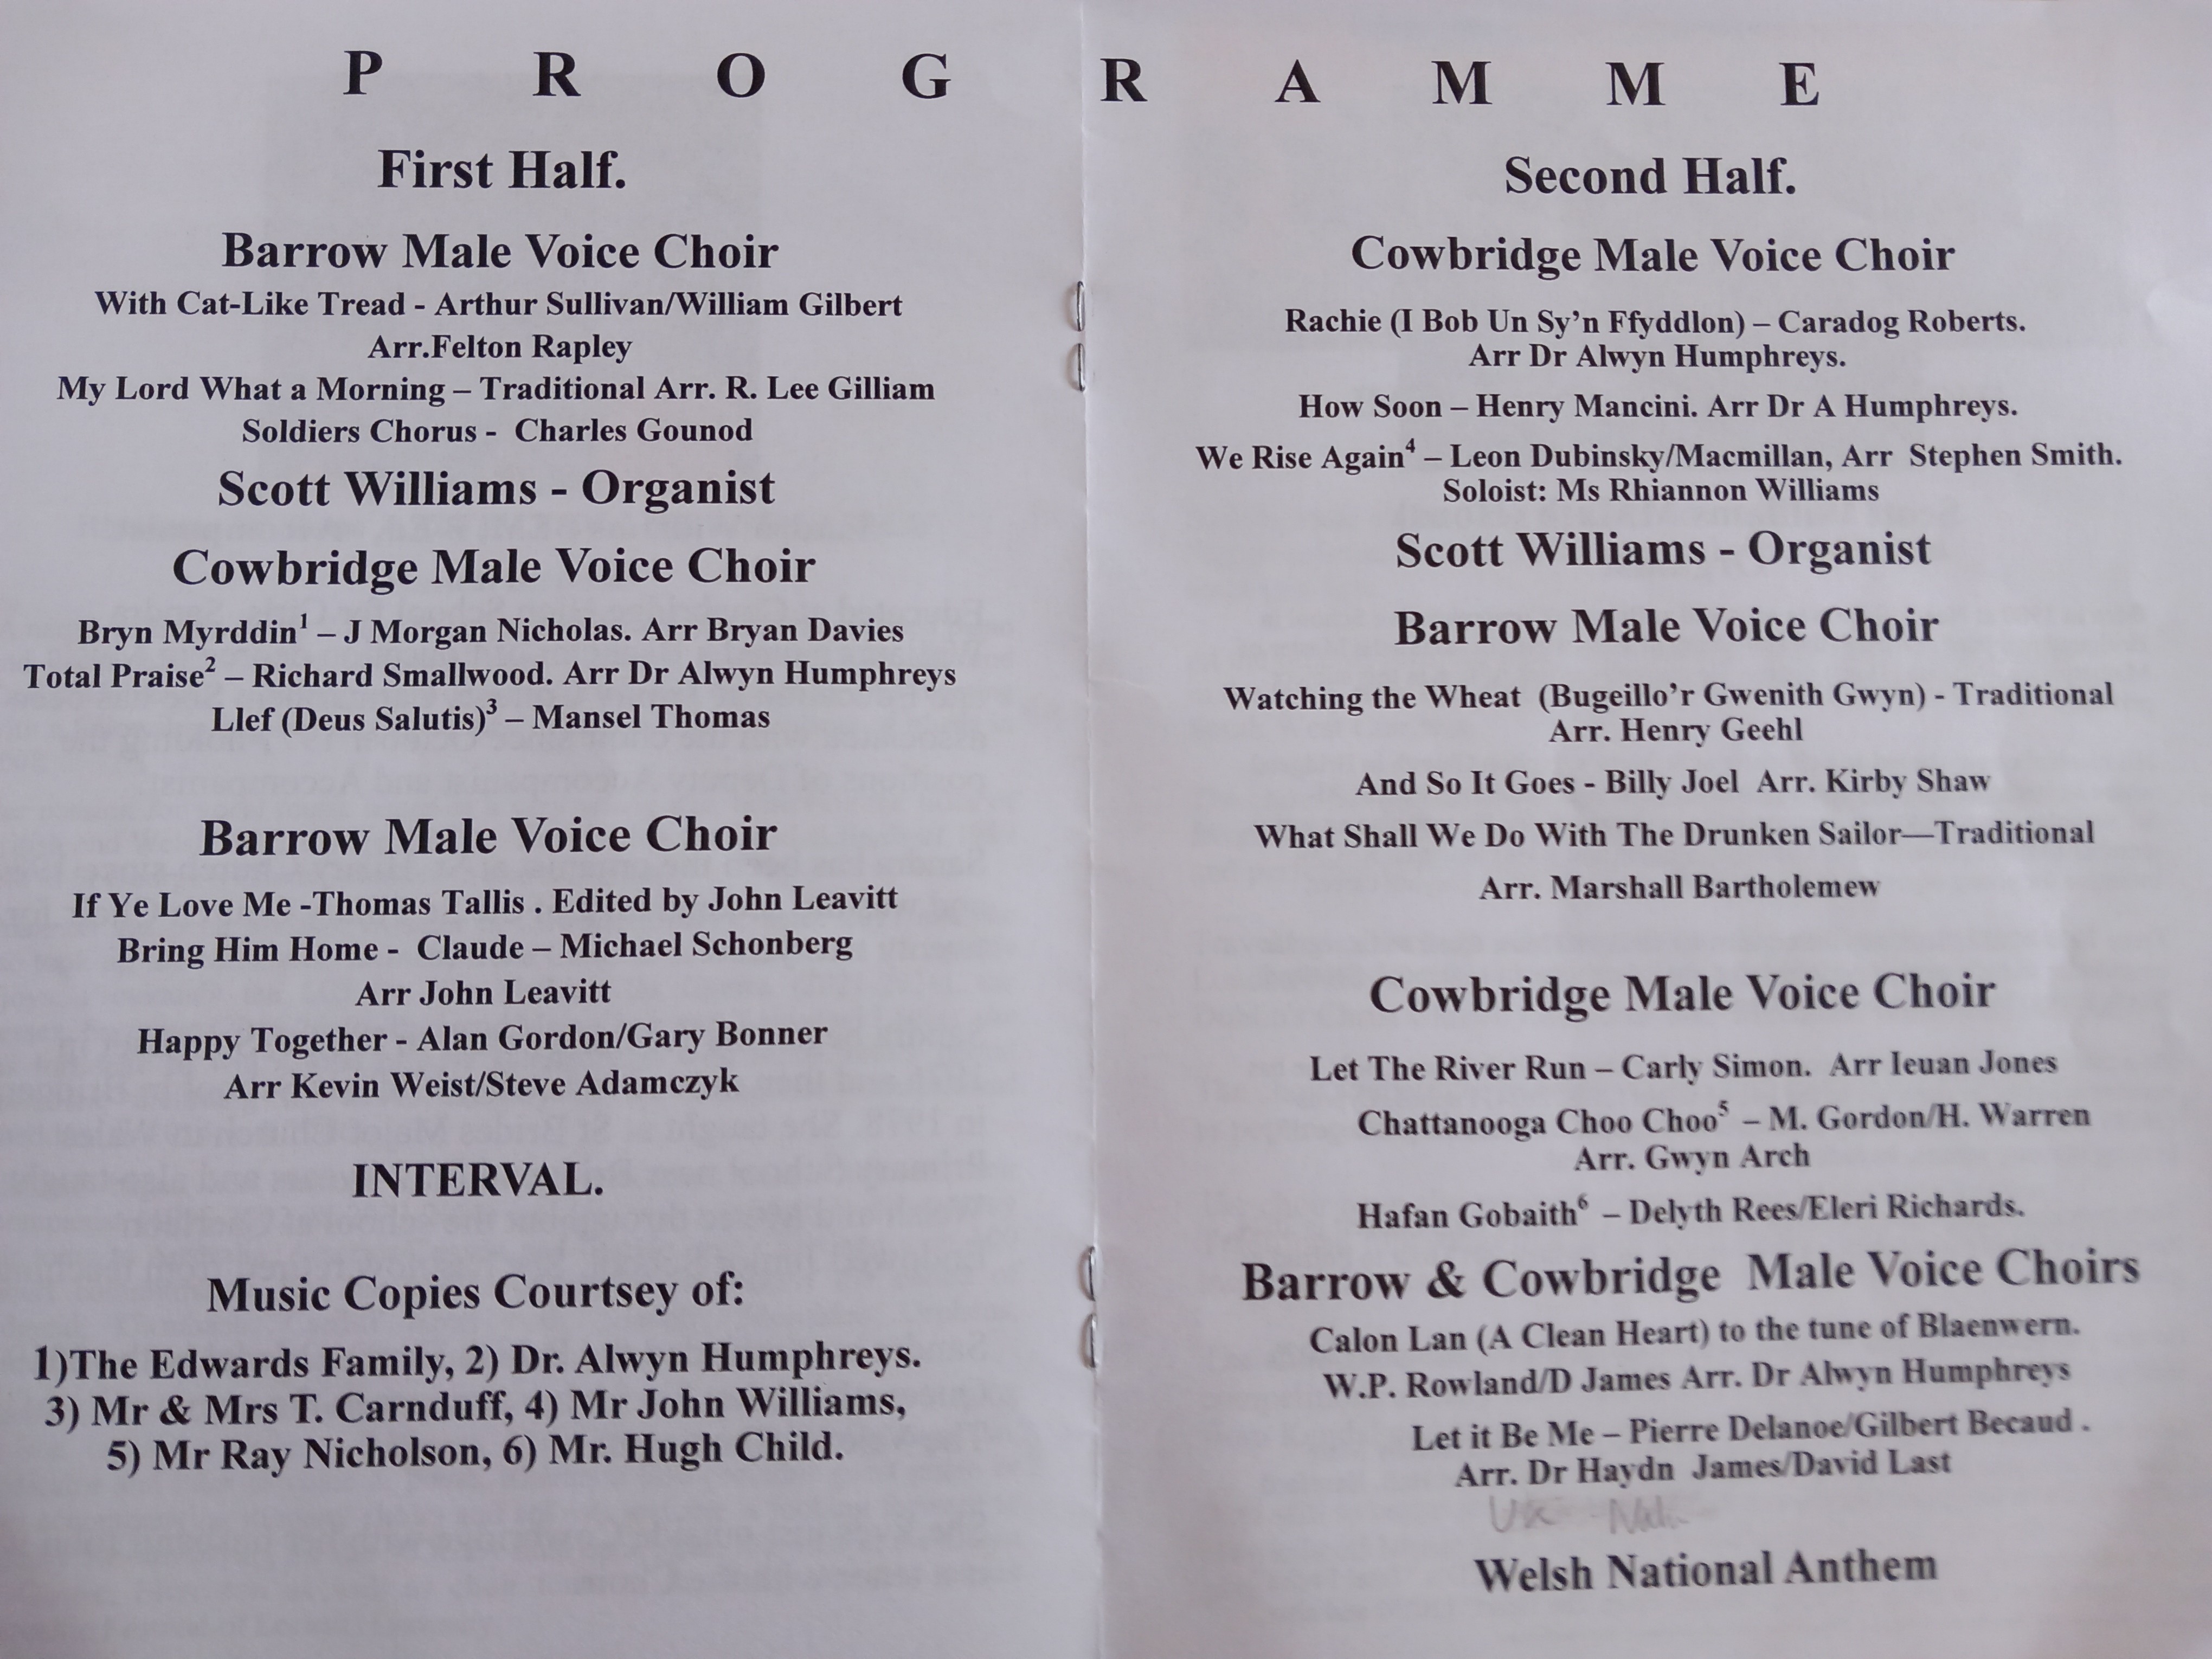 P R O G R A M M E
First Half.
Barrow Male Voice Choir
With Cat-Like Tread - Arthur Sullivan/William Gilbert
Arr.Felton Rapley
My Lord What a Morning – Traditional Arr. R. Lee Gilliam
Soldiers Chorus - Charles Gounod
Scott Williams - Organist
Cowbridge Male Voice Choir
Bryn Myrddin¹ – J Morgan Nicholas. Arr Bryan Davies
Total Praise² – Richard Smallwood. Arr Dr Alwyn Humphreys
Llef (Deus Salutis)³ – Mansel Thomas
Barrow Male Voice Choir
If Ye Love Me -Thomas Tallis . Edited by John Leavitt
Bring Him Home - Claude – Michael Schonberg
Arr John Leavitt
Happy Together - Alan Gordon/Gary Bonner
Arr Kevin Weist/Steve Adamczyk
INTERVAL.
Music Copies Courtsey of:
1)The Edwards Family, 2) Dr. Alwyn Humphreys.
3) Mr & Mrs T. Carnduff, 4) Mr John Williams,
5) Mr Ray Nicholson, 6) Mr. Hugh Child.
Second Half.
Cowbridge Male Voice Choir
Rachie (I Bob Un Sy’n Ffyddlon) – Caradog Roberts.
Arr Dr Alwyn Humphreys.
How Soon – Henry Mancini. Arr Dr A Humphreys.
We Rise Again⁴ – Leon Dubinsky/Macmillan, Arr Stephen Smith.
Soloist: Ms Rhiannon Williams
Scott Williams - Organist
Barrow Male Voice Choir
Watching the Wheat (Bugeillo’r Gwenith Gwyn) - Traditional
Arr. Henry Geehl
And So It Goes - Billy Joel Arr. Kirby Shaw
What Shall We Do With The Drunken Sailor—Traditional
Arr. Marshall Bartholemew
Cowbridge Male Voice Choir
Let The River Run – Carly Simon. Arr Ieuan Jones
Chattanooga Choo Choo⁵ – M. Gordon/H. Warren
Arr. Gwyn Arch
Hafan Gobaith⁶ – Delyth Rees/Eleri Richards.
Barrow & Cowbridge Male Voice Choirs
Calon Lan (A Clean Heart) to the tune of Blaenwern.
W.P. Rowland/D James Arr. Dr Alwyn Humphreys
Let it Be Me – Pierre Delanoe/Gilbert Becaud .
Arr. Dr Haydn James/David Last
Welsh National Anthem